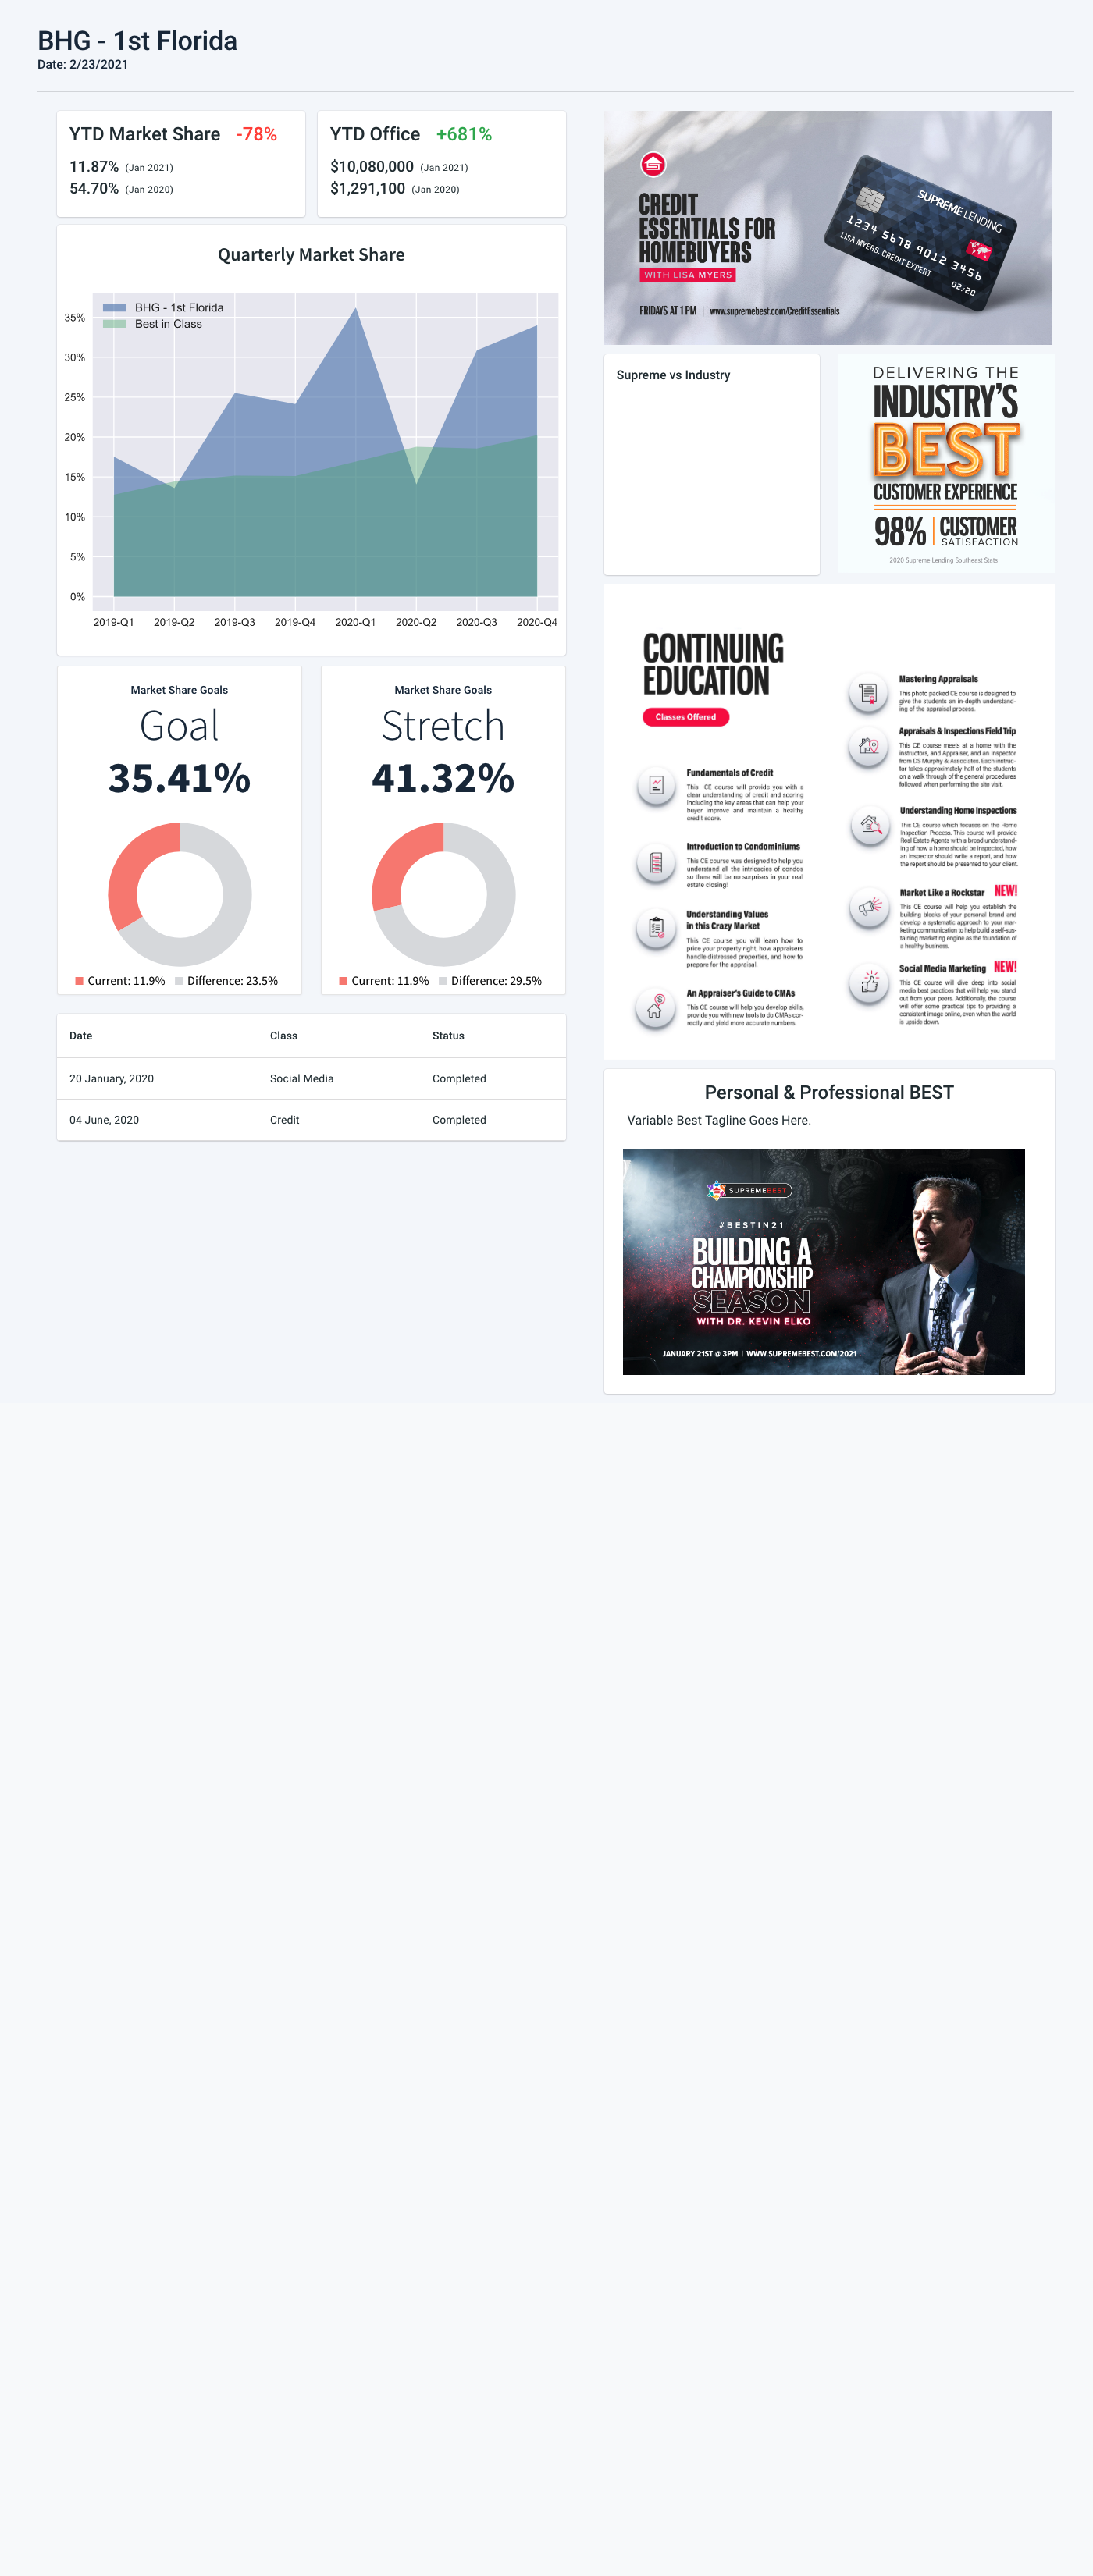 BHG - 1st Florida
Date: 2/23/2021
YTD Market Share -78%
11.87% (Jan 2021)
54.70% (Jan 2020)
YTD Office +681%
$10,080,000 (Jan 2021)
$1,291,100 (Jan 2020)
Quarterly Market Share
BHG - 1st Florida
Best in Class
35%
30%
25%
20%
15%
10%
5%
0%
2019-Q1 2019-Q2 2019-Q3 2019-Q4 2020-Q1 2020-Q2 2020-Q3 2020-Q4
Market Share Goals
Goal
35.41%
Current: 11.9% Difference: 23.5%
Market Share Goals
Stretch
41.32%
Current: 11.9% Difference: 29.5%
Date Class Status
20 January, 2020 Social Media Completed
04 June, 2020 Credit Completed
CREDIT
ESSENTIALS FOR
HOMEBUYERS
WITH LISA MYERS
FRIDAYS AT 1 PM | www.supremebest.com/CreditEssentials
SUPREME LENDING
1234 5678 9012 3456
LISA MYERS, CREDIT EXPERT
02/20
Supreme vs Industry
DELIVERING THE
INDUSTRY'S
BEST
CUSTOMER EXPERIENCE
98% CUSTOMER
SATISFACTION
2020 Supreme Lending Southeast Stats
CONTINUING
EDUCATION
Classes Offered
Fundamentals of Credit
This CE course will provide you with a
clear understanding of credit and scoring
including the key areas that can help your
buyer improve and maintain a healthy
credit score.
Introduction to Condominiums
This CE course was designed to help you
understand all the intricacies of condos
so there will be no surprises in your real
estate closing!
Understanding Values
in this Crazy Market
This CE course you will learn how to
price your property right, how appraisers
handle distressed properties, and how to
prepare for the appraisal.
An Appraiser's Guide to CMAs
This CE course will help you develop skills,
provide you with new tools to do CMAs cor-
rectly and yield more accurate numbers.
Mastering Appraisals
This photo packed CE course is designed to
give the students an in-depth understand-
ing of the appraisal process.
Appraisals & Inspections Field Trip
This CE course meets at a home with the
instructors, and Appraiser, and an Inspector
from DS Murphy & Associates. Each instruc-
tor takes approximately half of the students
on a walk through of the general procedures
followed when performing the site visit.
Understanding Home Inspections
This CE course which focuses on the Home
Inspection Process. This course will provide
Real Estate Agents with a broad understand-
ing of how a home should be inspected, how
an inspector should write a report, and how
the report should be presented to your client.
Market Like a Rockstar NEW!
This CE course will help you establish the
building blocks of your personal brand and
develop a systematic approach to your mar-
keting communication to help build a self-sus-
taining marketing engine as the foundation of
a healthy business.
Social Media Marketing NEW!
This CE course will dive deep into social
media best practices that will help you stand
out from your peers. Additionally, the course
will offer some practical tips to providing a
consistent image online, even when the world
is upside down.
Personal & Professional BEST
Variable Best Tagline Goes Here.
SUPREMEBEST
#BESTIN21
BUILDING A
CHAMPIONSHIP
SEASON
WITH DR. KEVIN ELKO
JANUARY 21ST @ 3PM | WWW.SUPREMEBEST.COM/2021